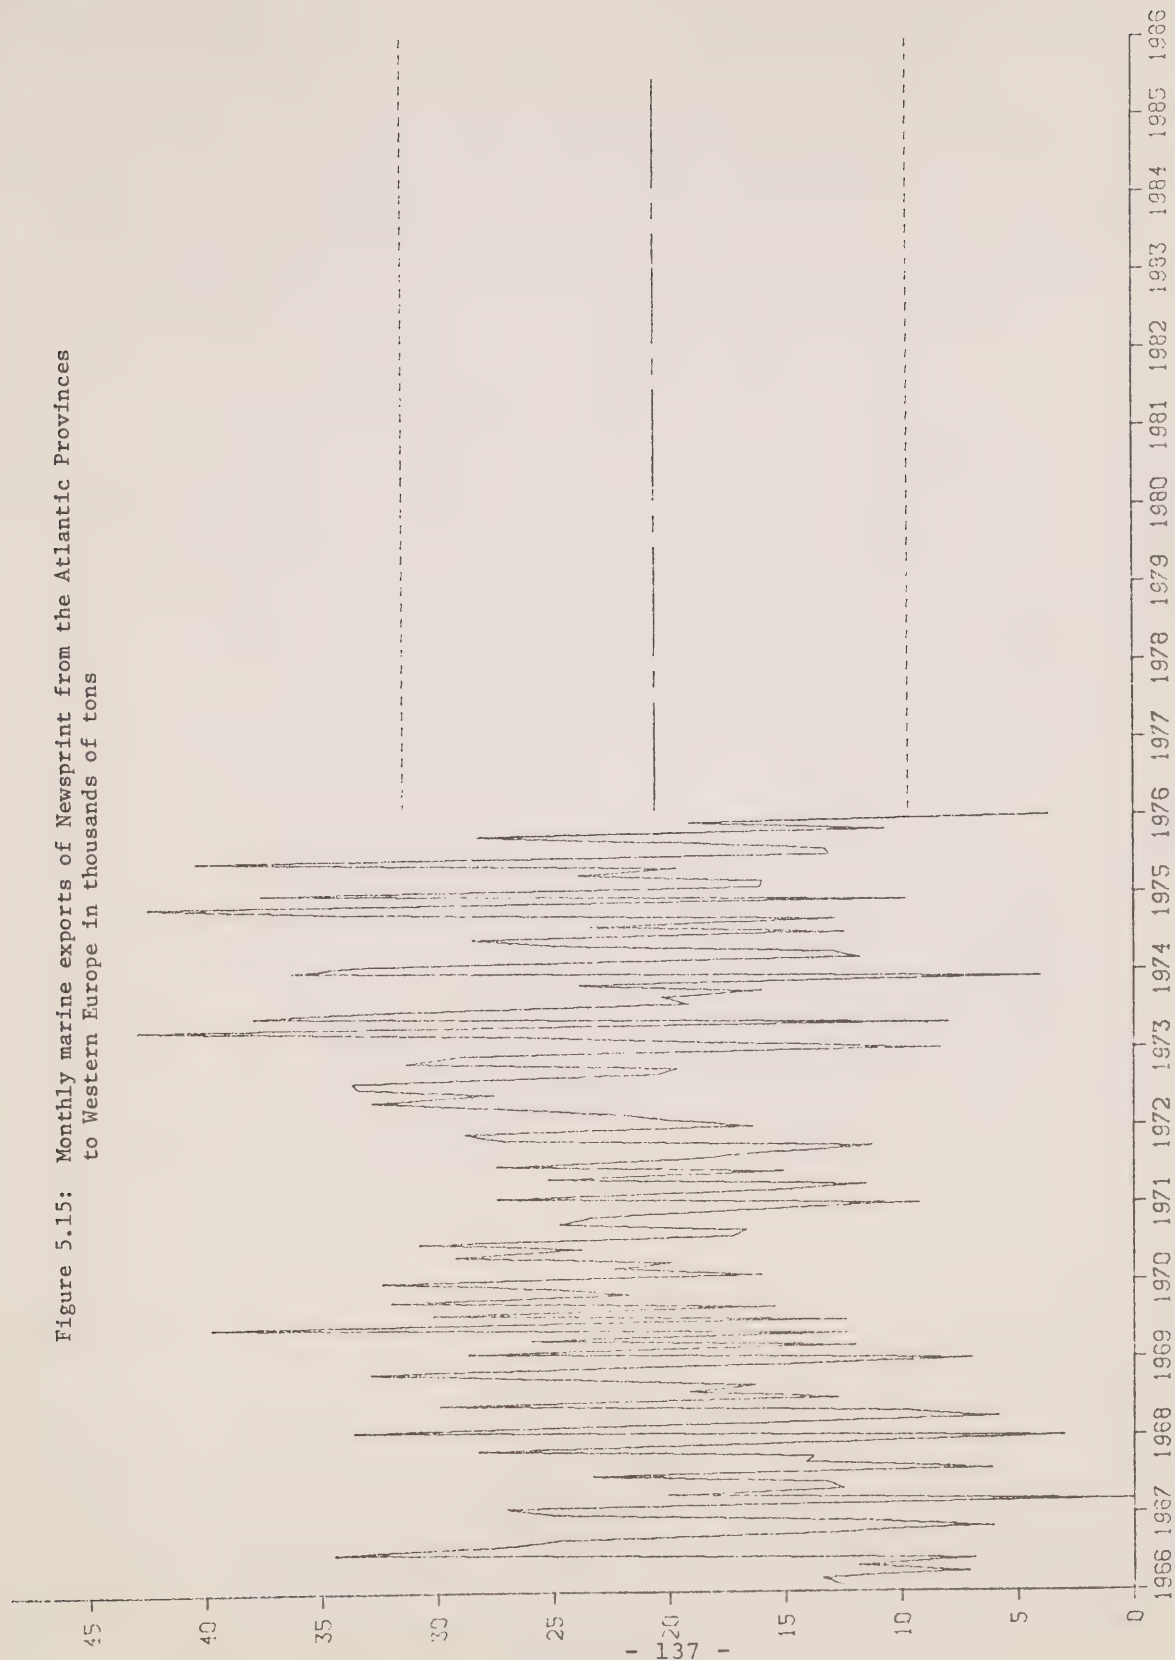 Figure 5.15: Monthly marine exports of Newsprint from the Atlantic Provinces
to Western Europe in thousands of tons
45
40
35
30
25
20
15
10
5
0
1966 1967 1968 1969 1970 1971 1972 1973 1974 1975 1976 1977 1978 1979 1980 1981 1982 1983 1984 1985 1986
- 137 -